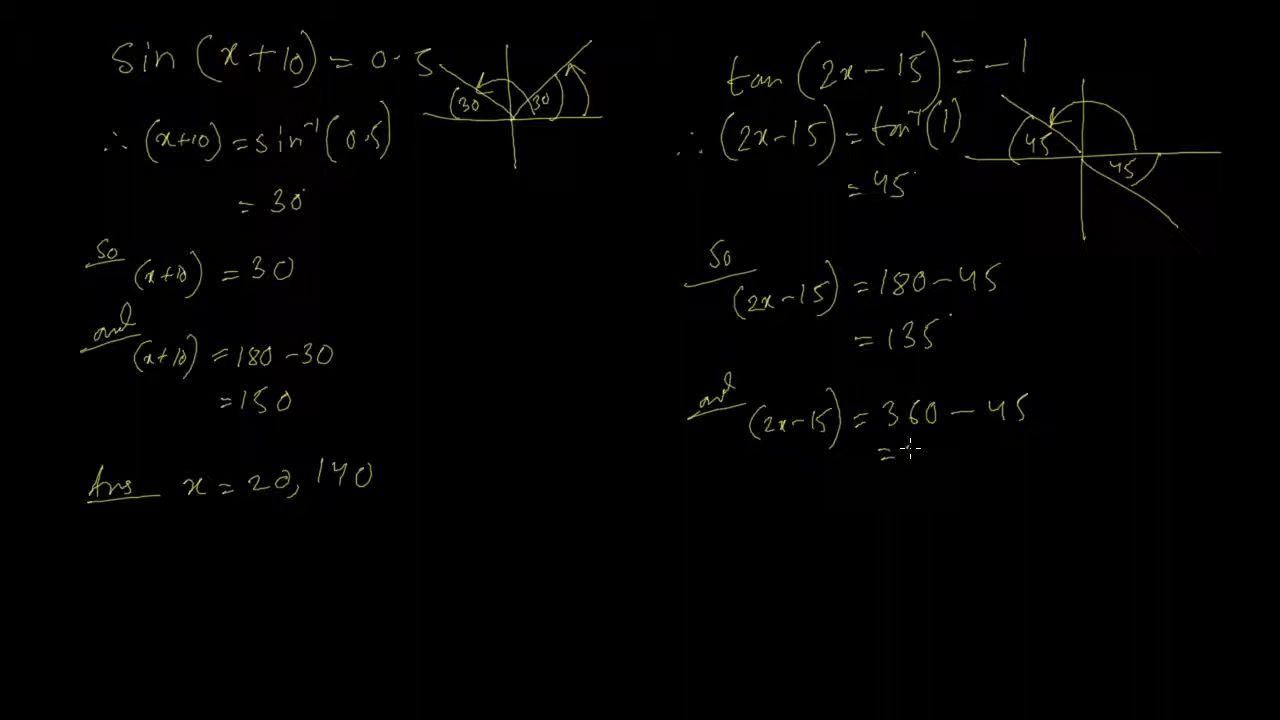 sin (x+10) = 0.5
30 30
∴ (x+10) = sin⁻¹ (0.5)
= 30°
So (x+10) = 30
and (x+10) = 180 - 30
= 150
Ans x = 20, 140
tan (2x-15) = -1
∴ (2x-15) = tan⁻¹ (1)
45 45
= 45°
So (2x-15) = 180 - 45
= 135°
and (2x-15) = 360 - 45
=